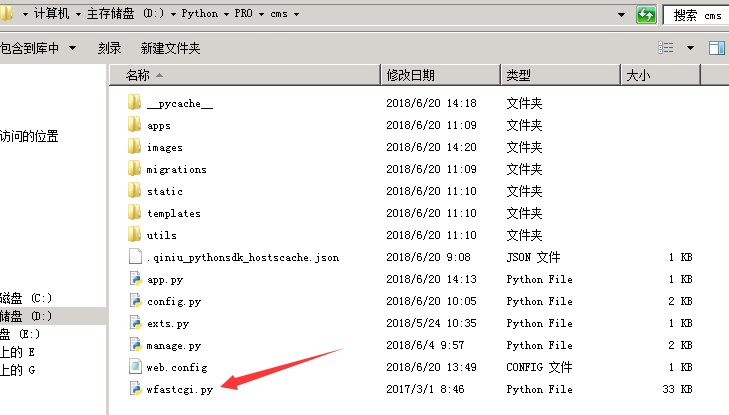 计算机 主存储盘 (D:) Python PRO cms 搜索 cms
包含到库中 刻录 新建文件夹
名称 修改日期 类型 大小
__pycache__ 2018/6/20 14:18 文件夹
apps 2018/6/20 11:09 文件夹
访问的位置
images 2018/6/20 14:20 文件夹
migrations 2018/6/20 11:09 文件夹
static 2018/6/20 11:10 文件夹
templates 2018/6/20 11:10 文件夹
utils 2018/6/20 11:10 文件夹
.qiniu_pythonsdk_hostscache.json 2018/6/20 9:08 JSON 文件 1 KB
app.py 2018/6/20 14:13 Python File 1 KB
磁盘 (C:) config.py 2018/6/20 10:05 Python File 2 KB
储盘 (D:) exts.py 2018/5/24 10:35 Python File 1 KB
盘 (E:) manage.py 2018/6/4 9:57 Python File 2 KB
上的 E web.config 2018/6/20 13:49 CONFIG 文件 1 KB
上的 G wfastcgi.py 2017/3/1 8:46 Python File 33 KB